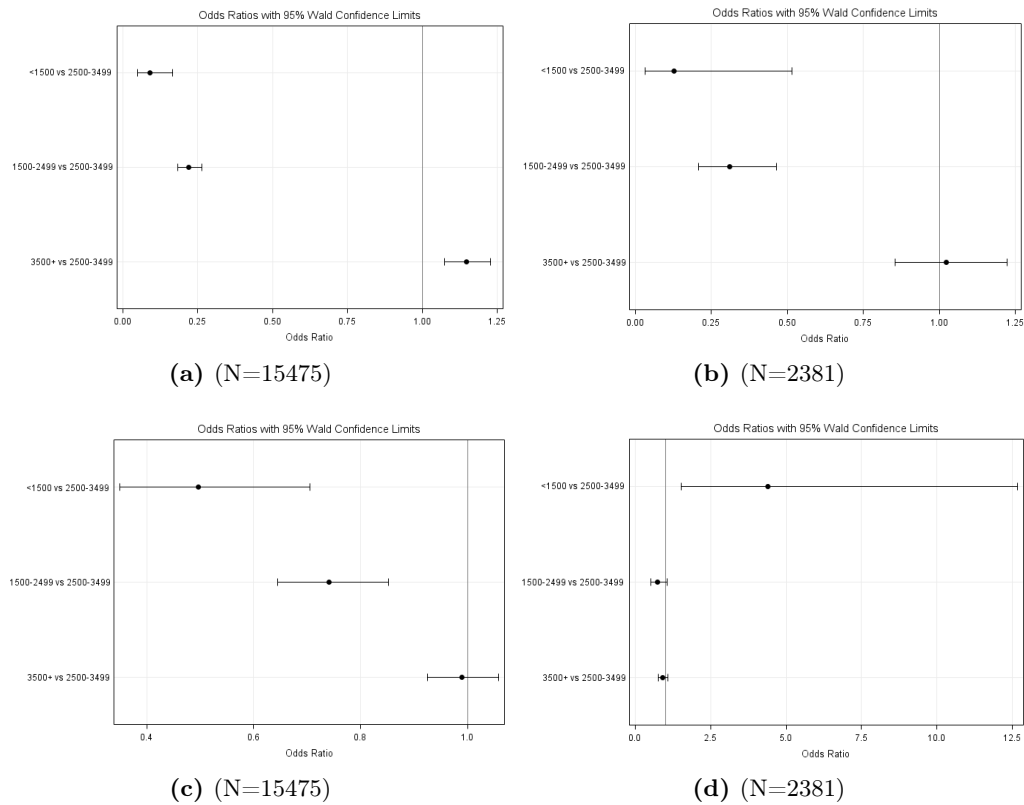 Odds Ratios with 95% Wald Confidence Limits
<1500 vs 2500-3499
1500-2499 vs 2500-3499
3500+ vs 2500-3499
0.00 0.25 0.50 0.75 1.00 1.25
Odds Ratio
(a) (N=15475)
Odds Ratios with 95% Wald Confidence Limits
<1500 vs 2500-3499
1500-2499 vs 2500-3499
3500+ vs 2500-3499
0.00 0.25 0.50 0.75 1.00 1.25
Odds Ratio
(b) (N=2381)
Odds Ratios with 95% Wald Confidence Limits
<1500 vs 2500-3499
1500-2499 vs 2500-3499
3500+ vs 2500-3499
0.4 0.6 0.8 1.0
Odds Ratio
(c) (N=15475)
Odds Ratios with 95% Wald Confidence Limits
<1500 vs 2500-3499
1500-2499 vs 2500-3499
3500+ vs 2500-3499
0.0 2.5 5.0 7.5 10.0 12.5
Odds Ratio
(d) (N=2381)